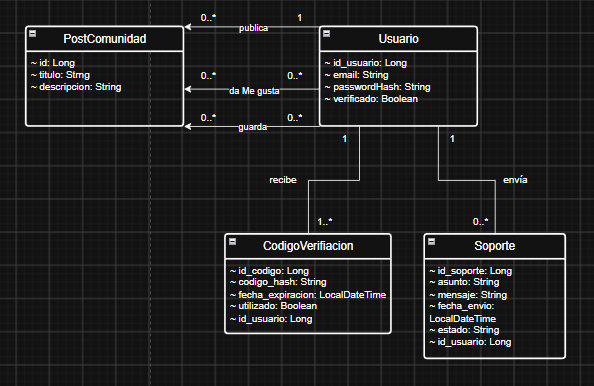 0..*
1
publica
PostComunidad
~ id: Long
~ titulo: Strng
~ descripcion: String
Usuario
~ id_usuario: Long
~ email: String
~ passwordHash: String
~ verificado: Boolean
0..*
0..*
da Me gusta
0..*
0..*
guarda
1
1
recibe
envía
1..*
0..*
CodigoVerifiacion
~ id_codigo: Long
~ codigo_hash: String
~ fecha_expiracion: LocalDateTime
~ utilizado: Boolean
~ id_usuario: Long
Soporte
~ id_soporte: Long
~ asunto: String
~ mensaje: String
~ fecha_envio:
LocalDateTime
~ estado: String
~ id_usuario: Long